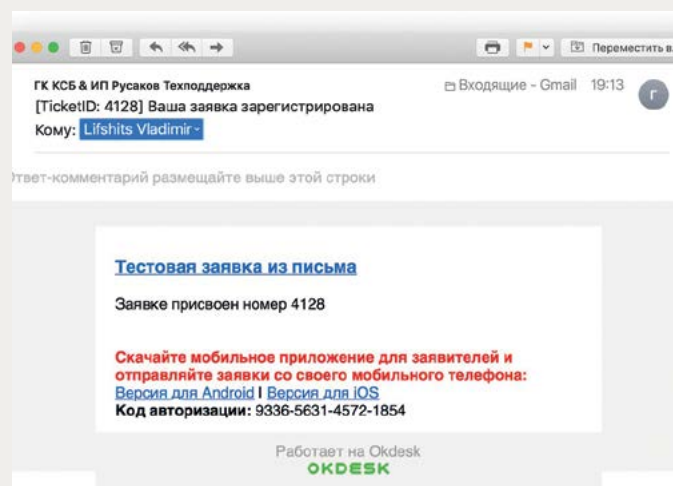 Переместить в
ГК КСБ & ИП Русаков Техподдержка
Входящие - Gmail 19:13
Г
[TicketID: 4128] Ваша заявка зарегистрирована
Кому: Lifshits Vladimir
твет-комментарий размещайте выше этой строки
Тестовая заявка из письма
Заявке присвоен номер 4128
Скачайте мобильное приложение для заявителей и
отправляйте заявки со своего мобильного телефона:
Версия для Android I Версия для iOS
Код авторизации: 9336-5631-4572-1854
Работает на Okdesk
OKDESK